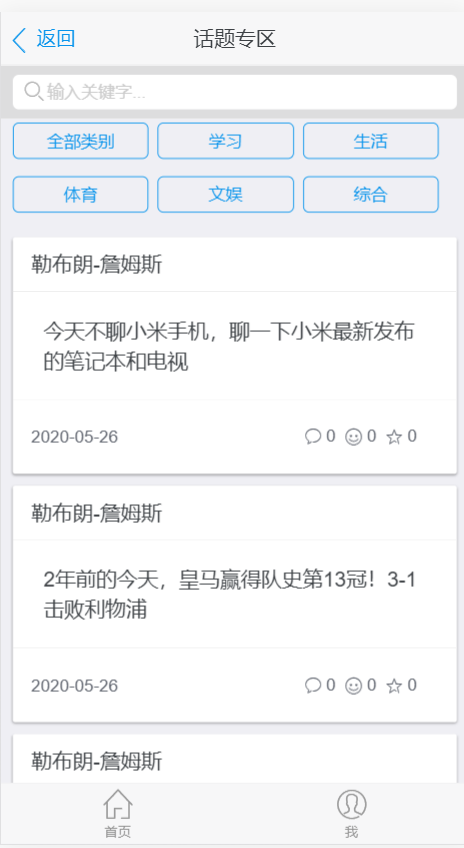 返回
话题专区
输入关键字...
全部类别
学习
生活
体育
文娱
综合
勒布朗-詹姆斯
今天不聊小米手机，聊一下小米最新发布
的笔记本和电视
2020-05-26
0
0
0
勒布朗-詹姆斯
2年前的今天，皇马赢得队史第13冠！3-1
击败利物浦
2020-05-26
0
0
0
勒布朗-詹姆斯
首页
我